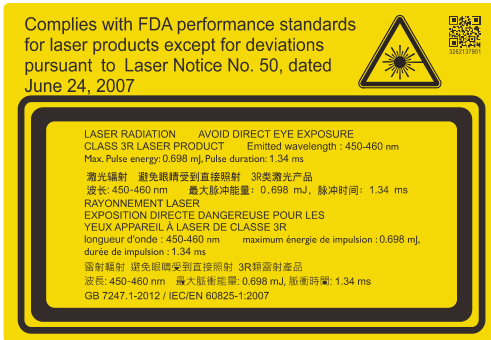 Complies with FDA performance standards
for laser products except for deviations
pursuant to Laser Notice No. 50, dated
June 24, 2007
3282137901
LASER RADIATION AVOID DIRECT EYE EXPOSURE
CLASS 3R LASER PRODUCT Emitted wavelength : 450-460 nm
Max. Pulse energy: 0.698 mJ, Pulse duration: 1.34 ms
激光辐射 避免眼睛受到直接照射 3R类激光产品
波长: 450-460 nm 最大脉冲能量: 0.698 mJ, 脉冲时间: 1.34 ms
RAYONNEMENT LASER
EXPOSITION DIRECTE DANGEREUSE POUR LES
YEUX APPAREIL À LASER DE CLASSE 3R
longueur d'onde : 450-460 nm maximum énergie de impulsion : 0.698 mJ,
durée de impulsion : 1.34 ms
雷射輻射 避免眼睛受到直接照射 3R類雷射產品
波長: 450-460 nm 最大脈衝能量: 0.698 mJ, 脈衝時間: 1.34 ms
GB 7247.1-2012 / IEC/EN 60825-1:2007